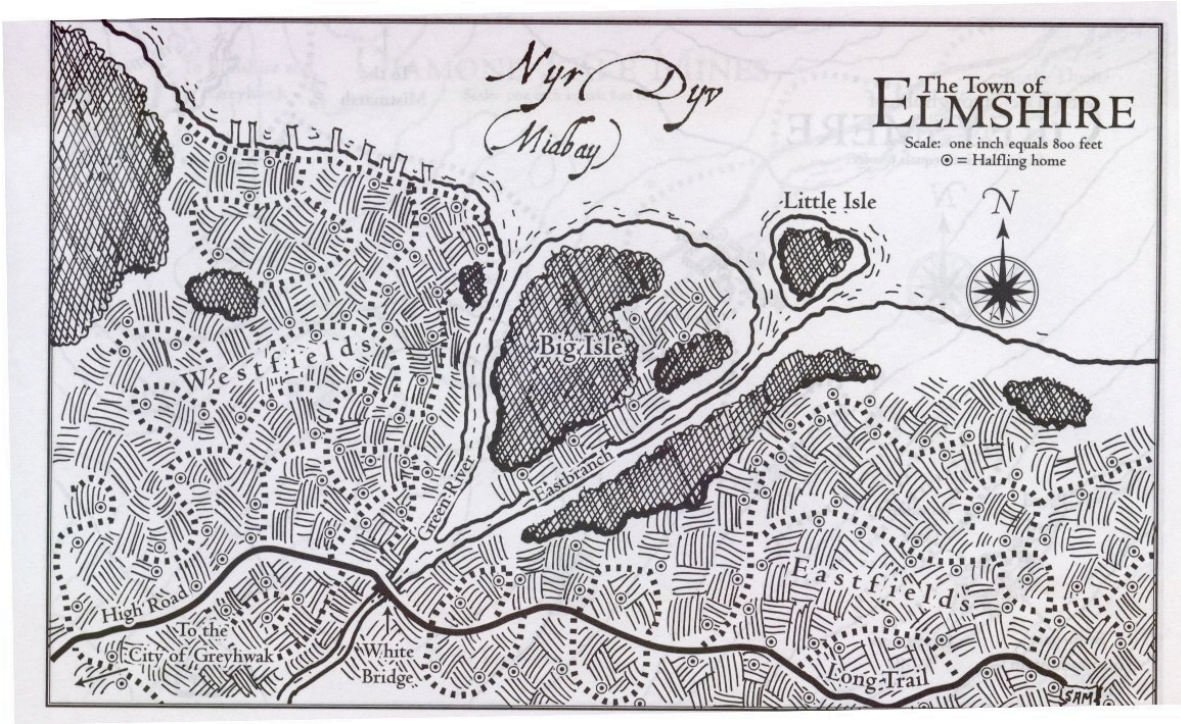 Nyr Dyv
(Midbay)
The Town of
ELMSHIRE
Scale: one inch equals 800 feet
= Halfling home
N
Little Isle
Big Isle
Westfields
Green River
Eastbranch
Eastfields
High Road
To the
City of Greyhwak
White
Bridge
Long Trail
SAM